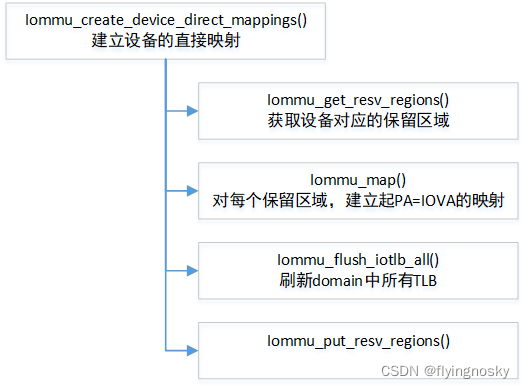 Iommu_create_device_direct_mappings()
建立设备的直接映射
Iommu_get_resv_regions()
获取设备对应的保留区域
Iommu_map()
对每个保留区域，建立起PA=IOVA的映射
Iommu_flush_iotlb_all()
刷新domain中所有TLB
Iommu_put_resv_regions()
CSDN @flyingnosky